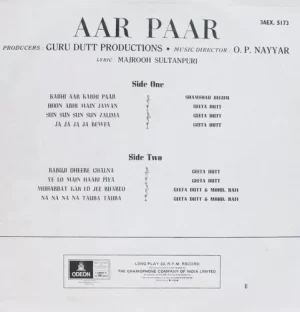 AAR PAAR
3AEX. 5173
PRODUCERS: GURU DUTT PRODUCTIONS • MUSIC DIRECTOR: O. P. NAYYAR
LYRIC: MAJROOH SULTANPURI
Side One
KABHI AAR KABHI PAAR SHAMSHAD BEGUM
HOON ABHI MAIN JAWAN GEETA DUTT
SUN SUN SUN SUN ZALIMA GEETA DUTT
JA JA JA JA BEWFA GEETA DUTT
Side Two
BABUJI DHEERE CHALNA GEETA DUTT
YE LO MAIN HAARI PIYA GEETA DUTT
MOHABBAT KAR LO JEE BHARLO GEETA DUTT & MOHD. RAFI
NA NA NA NA TAUBA TAUBA GEETA DUTT & MOHD. RAFI
ODEON
LONG PLAY 33⅓ R.P.M. RECORD
THE GRAMOPHONE COMPANY OF INDIA LIMITED